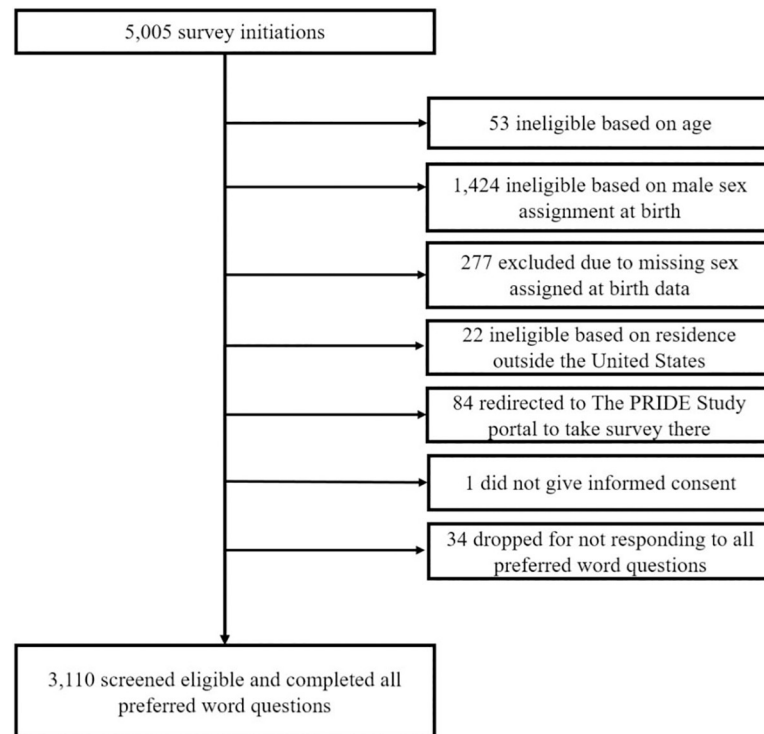 5,005 survey initiations
53 ineligible based on age
1,424 ineligible based on male sex
assignment at birth
277 excluded due to missing sex
assigned at birth data
22 ineligible based on residence
outside the United States
84 redirected to The PRIDE Study
portal to take survey there
1 did not give informed consent
34 dropped for not responding to all
preferred word questions
3,110 screened eligible and completed all
preferred word questions